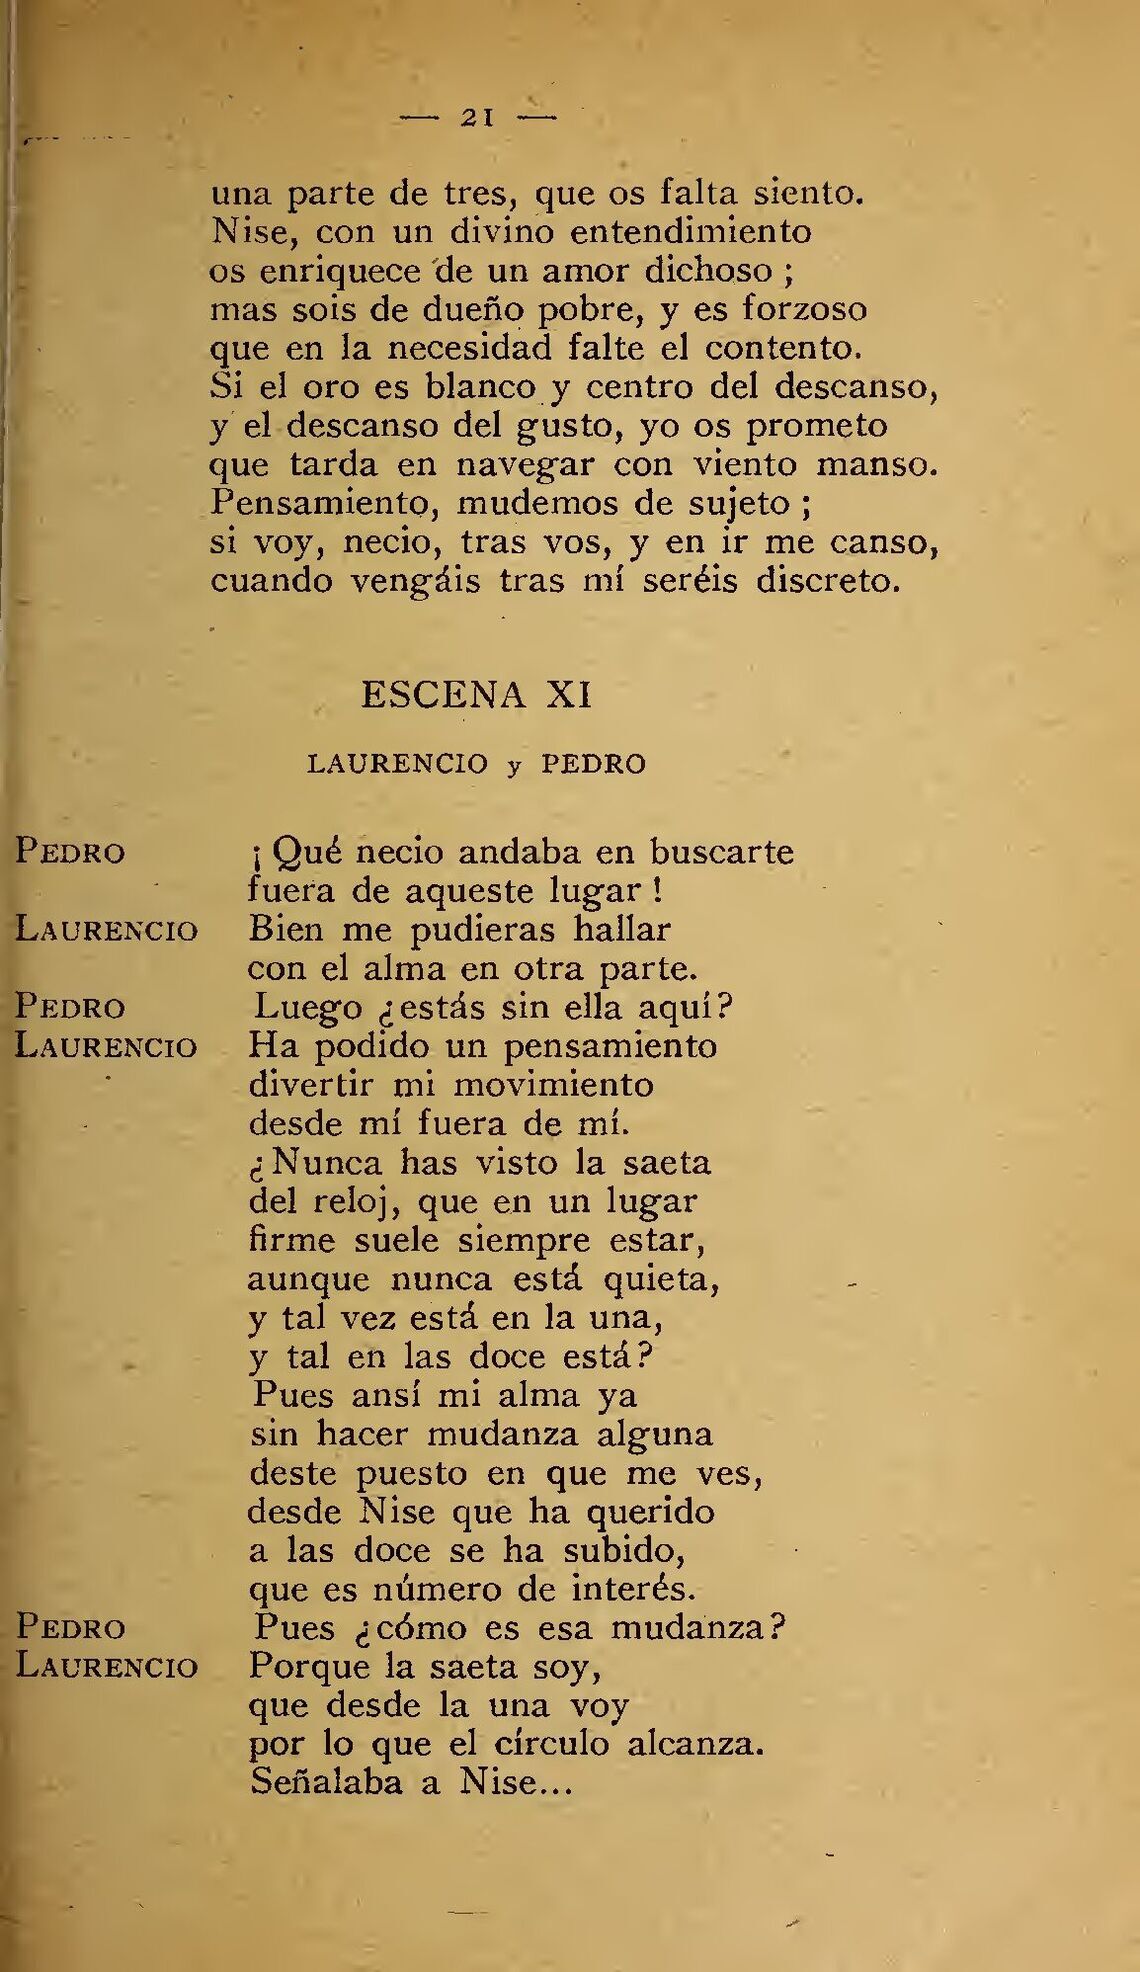 — 21 —
una parte de tres, que os falta siento.
Nise, con un divino entendimiento
os enriquece de un amor dichoso ;
mas sois de dueño pobre, y es forzoso
que en la necesidad falte el contento.
Si el oro es blanco y centro del descanso,
y el descanso del gusto, yo os prometo
que tarda en navegar con viento manso.
Pensamiento, mudemos de sujeto ;
si voy, necio, tras vos, y en ir me canso,
cuando vengáis tras mí seréis discreto.
ESCENA XI
LAURENCIO y PEDRO
PEDRO ¡ Qué necio andaba en buscarte
fuera de aqueste lugar !
LAURENCIO Bien me pudieras hallar
con el alma en otra parte.
PEDRO Luego ¿estás sin ella aquí?
LAURENCIO Ha podido un pensamiento
divertir mi movimiento
desde mí fuera de mí.
¿Nunca has visto la saeta
del reloj, que en un lugar
firme suele siempre estar,
aunque nunca está quieta,
y tal vez está en la una,
y tal en las doce está?
Pues ansí mi alma ya
sin hacer mudanza alguna
deste puesto en que me ves,
desde Nise que ha querido
a las doce se ha subido,
que es número de interés.
PEDRO Pues ¿cómo es esa mudanza?
LAURENCIO Porque la saeta soy,
que desde la una voy
por lo que el círculo alcanza.
Señalaba a Nise...